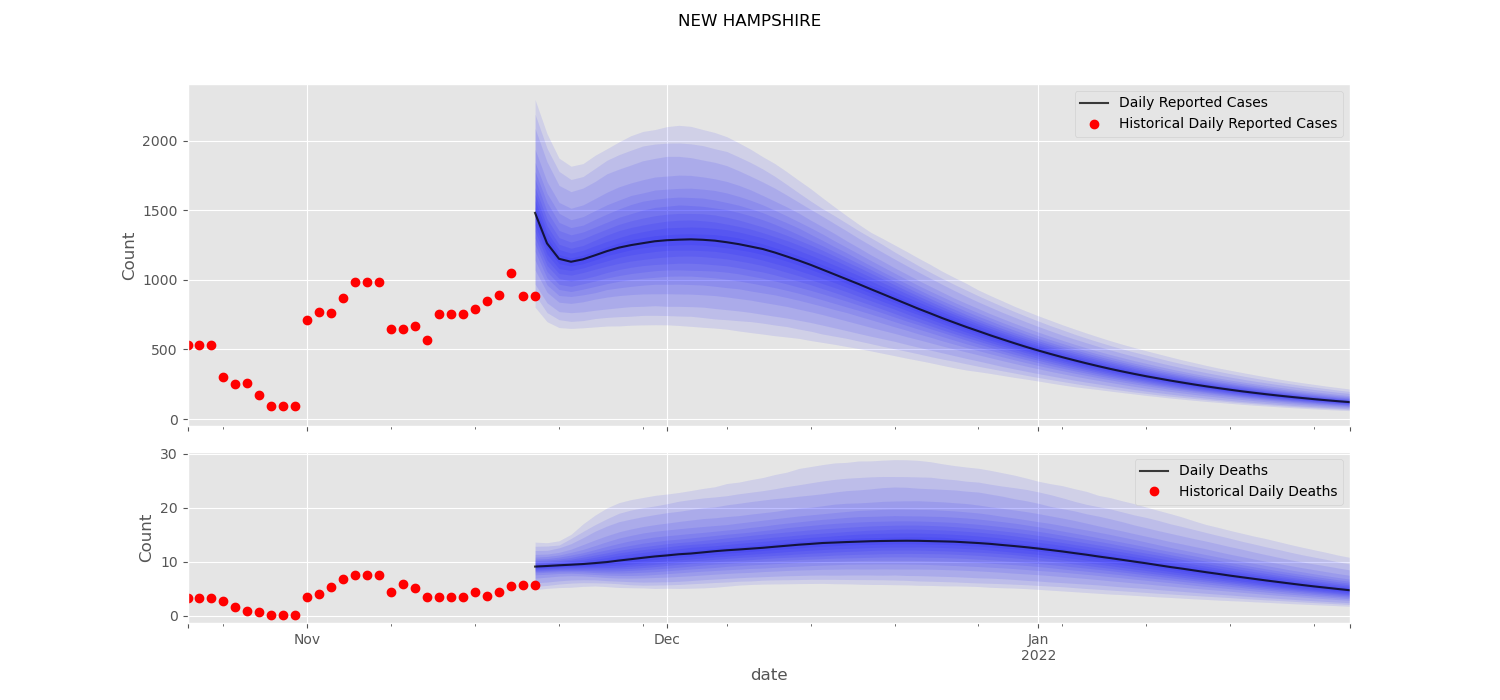 NEW HAMPSHIRE
Daily Reported Cases
Historical Daily Reported Cases
Count
2000
1500
1000
500
0
Daily Deaths
Historical Daily Deaths
Count
30
20
10
0
Nov
Dec
Jan
2022
date